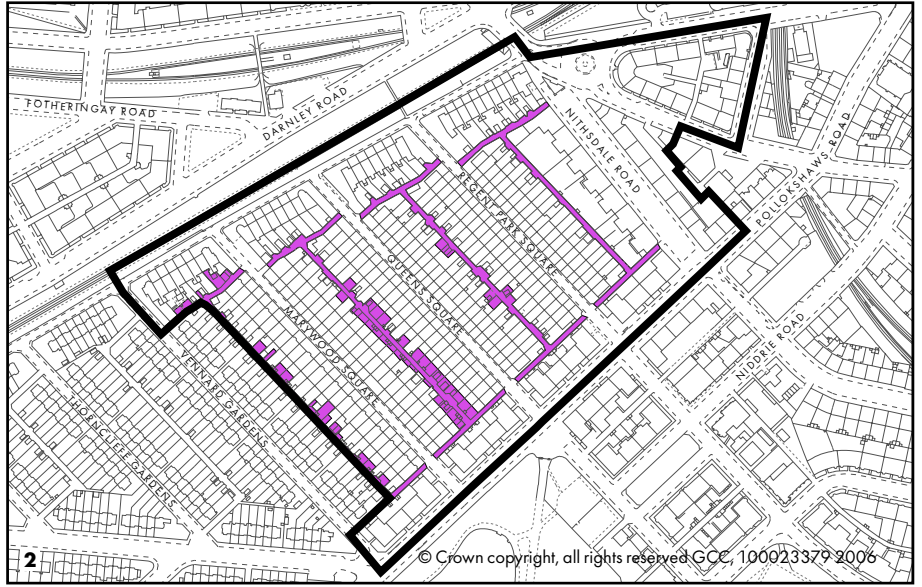 FOTHERINGAY ROAD
DARNLEY ROAD
NITHSDALE ROAD
POLLOKSHAWS ROAD
REGENT PARK SQUARE
QUEENS SQUARE
MARYWOOD SQUARE
NIDDRIE ROAD
VENNARD GARDENS
HORNCLIFFE GARDENS
2
© Crown copyright, all rights reserved GCC, 100023379 2006